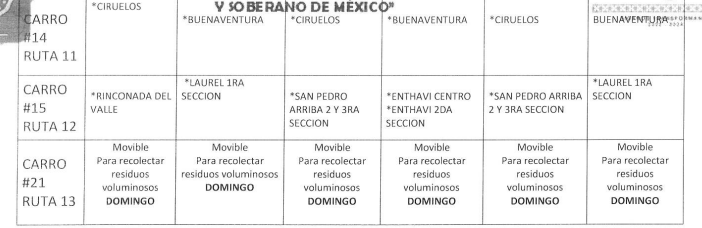 Y SOBERANO DE MÉXICO"
CARRO #14 RUTA 11 *CIRUELOS *BUENAVENTURA *CIRUELOS *BUENAVENTURA *CIRUELOS BUENAVENTURA
CARRO
#15
RUTA 12
*RINCONADA DEL
VALLE
*LAUREL 1RA
SECCION
*SAN PEDRO
ARRIBA 2 Y 3RA
SECCION
*ENTHAVI CENTRO
*ENTHAVI 2DA
SECCION
*SAN PEDRO ARRIBA
2 Y 3RA SECCION
*LAUREL 1RA
SECCION
CARRO
#21
RUTA 13
Movible
Para recolectar
residuos
voluminosos
DOMINGO
Movible
Para recolectar
residuos voluminosos
DOMINGO
Movible
Para recolectar
residuos
voluminosos
DOMINGO
Movible
Para recolectar
residuos
voluminosos
DOMINGO
Movible
Para recolectar
residuos
voluminosos
DOMINGO
Movible
Para recolectar
residuos
voluminosos
DOMINGO